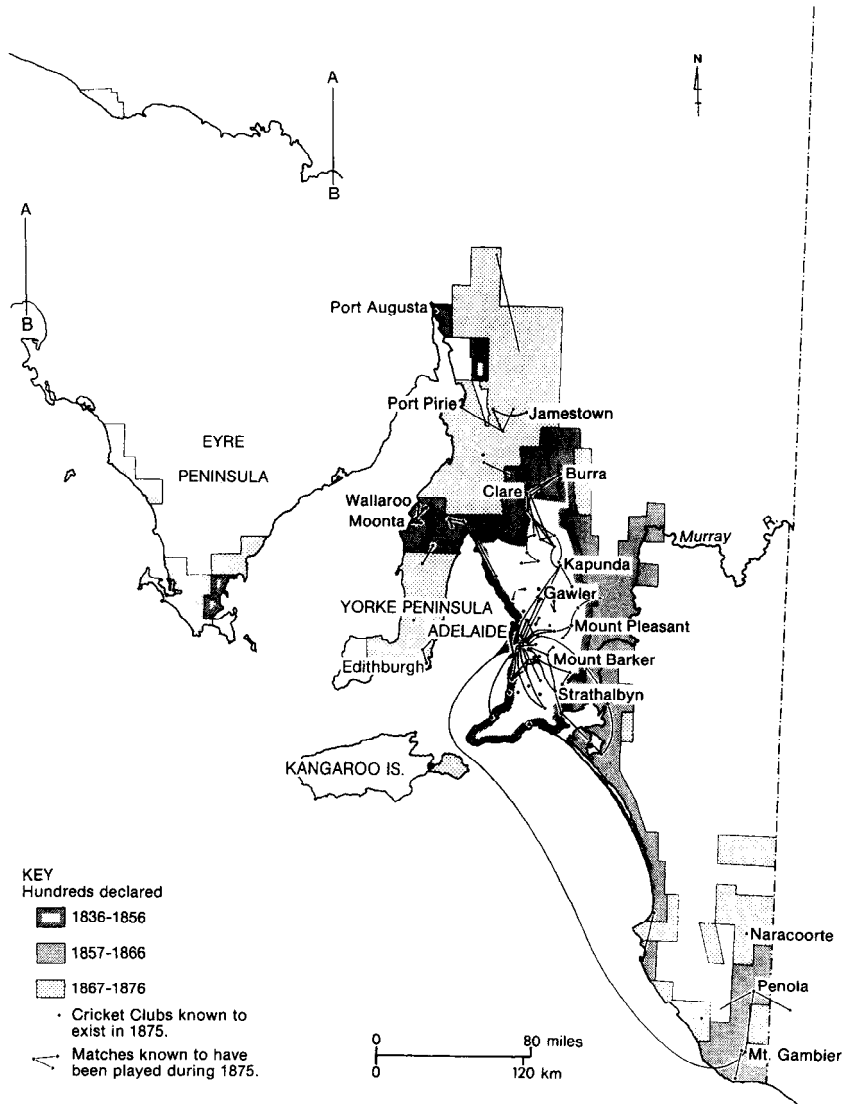 A
B
N
A
B
Port Augusta
Port Pirie
Jamestown
EYRE
PENINSULA
Burra
Clare
Wallaroo
Moonta
Murray
R.
Kapunda
Gawler
YORKE PENINSULA
ADELAIDE
Mount Pleasant
Edithburgh
Mount Barker
Strathalbyn
KANGAROO IS.
KEY
Hundreds declared
1836-1856
1857-1866
1867-1876
Cricket Clubs known to
exist in 1875.
Matches known to have
been played during 1875.
0 80 miles
0 120 km
Naracoorte
Penola
Mt. Gambier